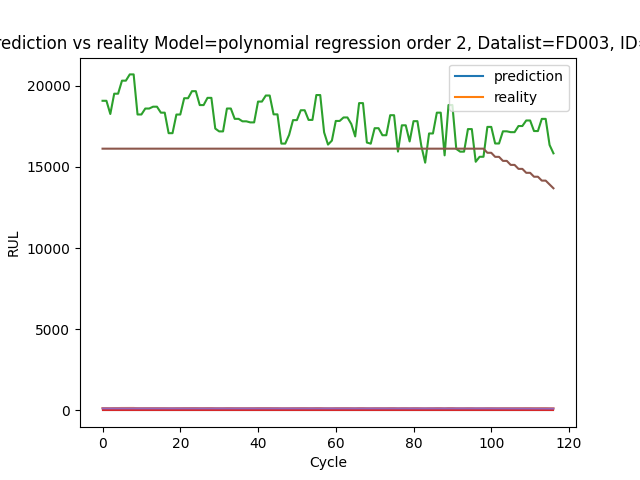 rediction vs reality Model=polynomial regression order 2, Datalist=FD003, ID=
prediction
reality
20000
15000
10000
5000
0
RUL
0 20 40 60 80 100 120
Cycle